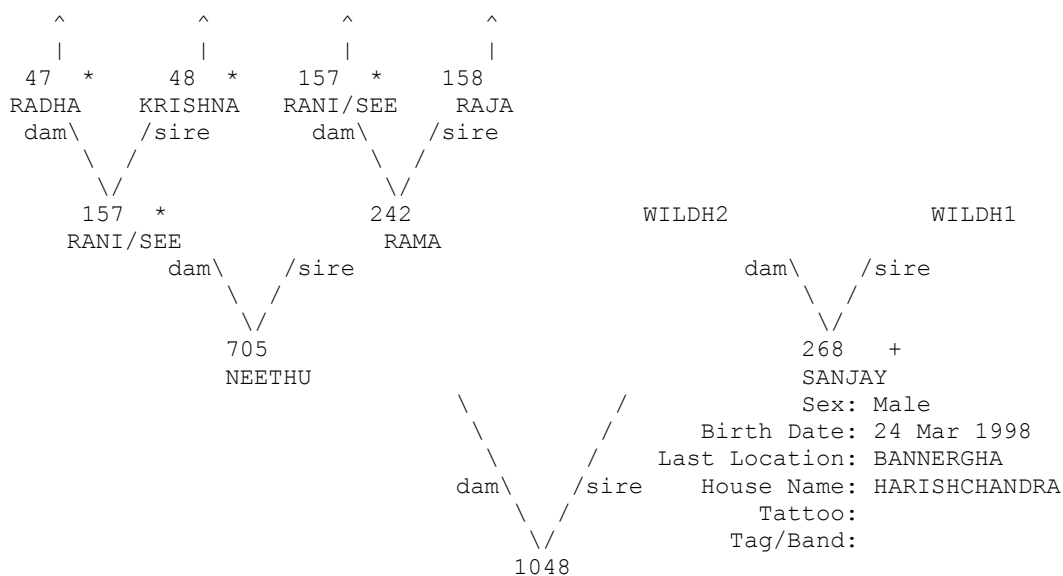 ^ ^ ^ ^
| | | |
47 * 48 * 157 * 158
RADHA KRISHNA RANI/SEE RAJA
dam\ /sire dam\ /sire
\ / \ /
\/ \/
157 * 242 WILDH2 WILDH1
RANI/SEE RAMA
dam\ /sire dam\ /sire
\ / \ /
\/ \/
705 268 +
NEETHU SANJAY
\ / Sex: Male
\ / Birth Date: 24 Mar 1998
\ / Last Location: BANNERGHA
dam\ /sire House Name: HARISHCHANDRA
\ / Tattoo:
\/ Tag/Band:
1048